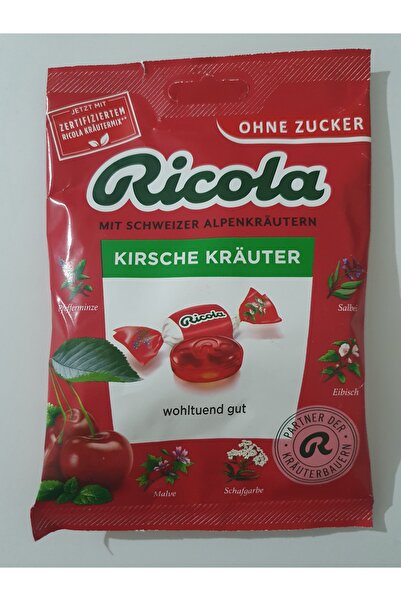 JETZT MIT
ZERTIFIZIERTEM
RICOLA KRÄUTERMIX**
OHNE ZUCKER
Ricola
MIT SCHWEIZER ALPENKRÄUTERN
KIRSCHE KRÄUTER
Pfefferminze
Salbei
Ricola
Eibisch
wohltuend gut
PARTNER DER
R
KRÄUTERBAUERN
Malve
Schafgarbe